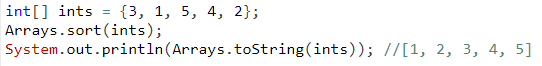 int[] ints = {3, 1, 5, 4, 2};
Arrays.sort(ints);
System.out.println(Arrays.toString(ints)); //[1, 2, 3, 4, 5]